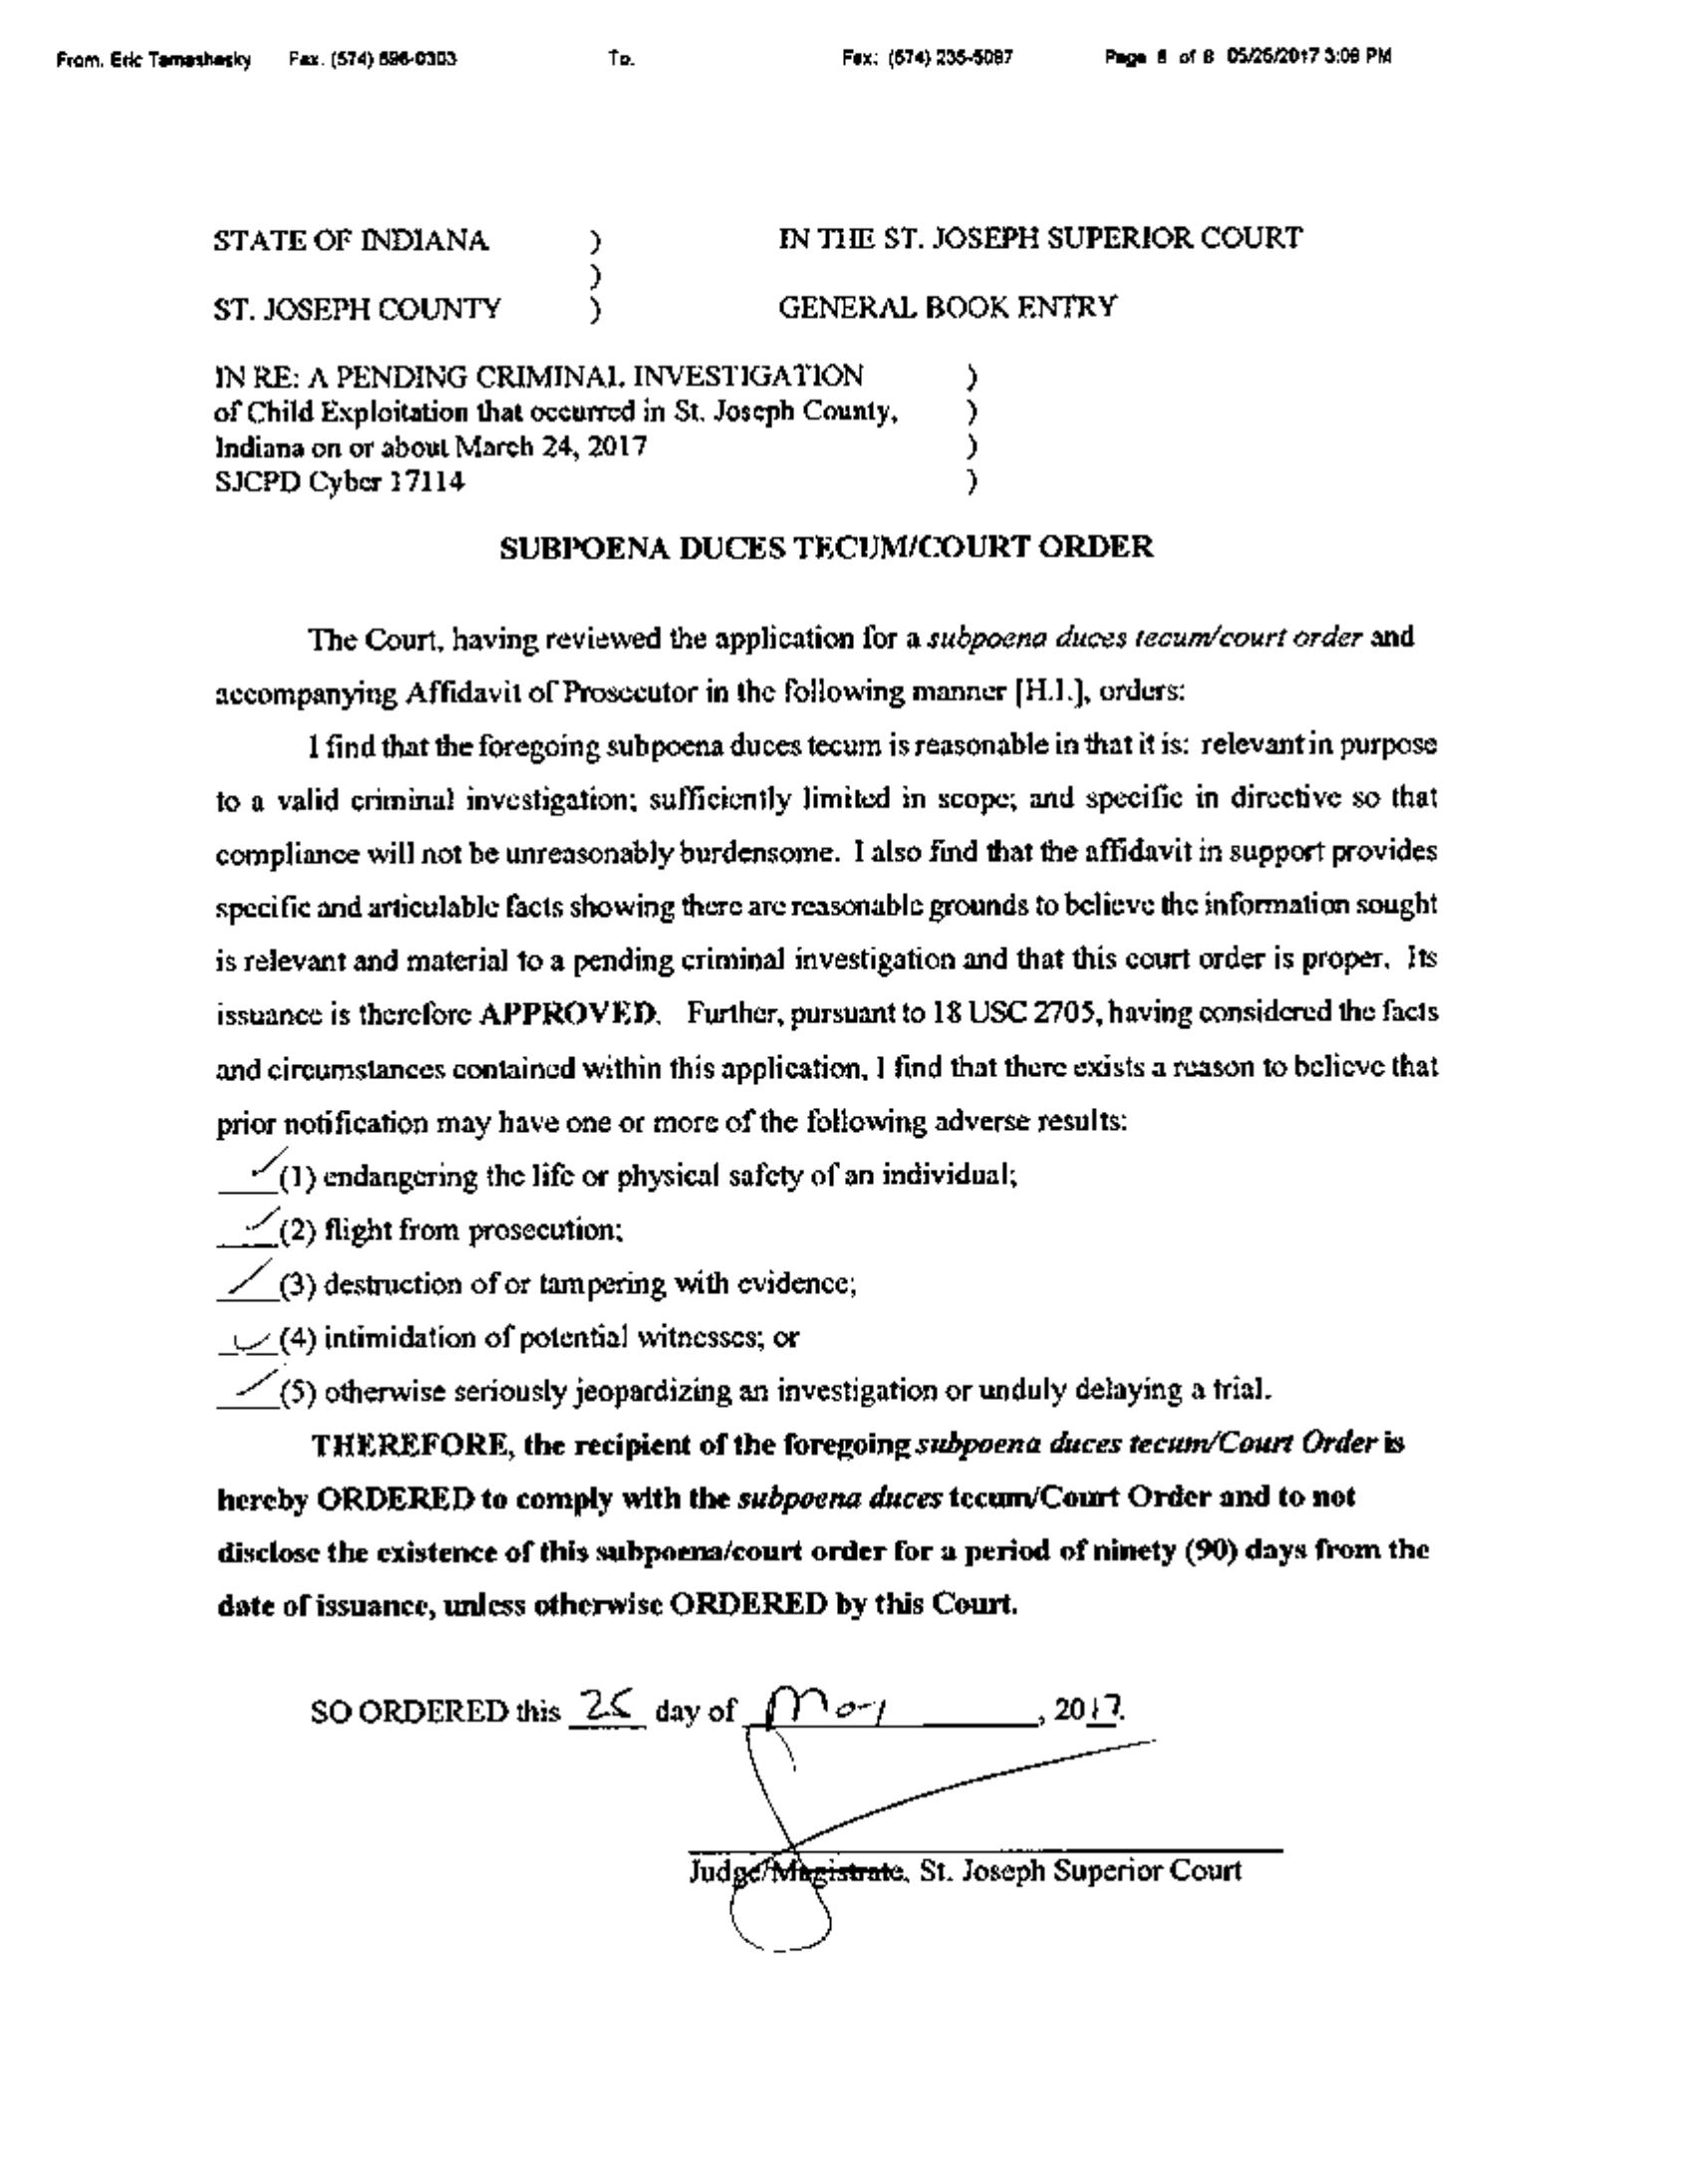 From. Eric Tamashasky Fax. (574) 696-0303 To. Fax: (574) 235-5097 Page 8 of 8 05/25/2017 3:08 PM
STATE OF INDIANA ) IN THE ST. JOSEPH SUPERIOR COURT
)
ST. JOSEPH COUNTY ) GENERAL BOOK ENTRY
IN RE: A PENDING CRIMINAL INVESTIGATION )
of Child Exploitation that occurred in St. Joseph County, )
Indiana on or about March 24, 2017 )
SJCPD Cyber 17114 )
SUBPOENA DUCES TECUM/COURT ORDER
The Court, having reviewed the application for a subpoena duces tecum/court order and
accompanying Affidavit of Prosecutor in the following manner [H.I.], orders:
I find that the foregoing subpoena duces tecum is reasonable in that it is: relevant in purpose
to a valid criminal investigation; sufficiently limited in scope; and specific in directive so that
compliance will not be unreasonably burdensome. I also find that the affidavit in support provides
specific and articulable facts showing there are reasonable grounds to believe the information sought
is relevant and material to a pending criminal investigation and that this court order is proper. Its
issuance is therefore APPROVED. Further, pursuant to 18 USC 2705, having considered the facts
and circumstances contained within this application, I find that there exists a reason to believe that
prior notification may have one or more of the following adverse results:
✓(1) endangering the life or physical safety of an individual;
✓(2) flight from prosecution;
✓(3) destruction of or tampering with evidence;
✓(4) intimidation of potential witnesses; or
✓(5) otherwise seriously jeopardizing an investigation or unduly delaying a trial.
THEREFORE, the recipient of the foregoing subpoena duces tecum/Court Order is
hereby ORDERED to comply with the subpoena duces tecum/Court Order and to not
disclose the existence of this subpoena/court order for a period of ninety (90) days from the
date of issuance, unless otherwise ORDERED by this Court.
SO ORDERED this 25 day of May, 2017.
Judge/Magistrate, St. Joseph Superior Court